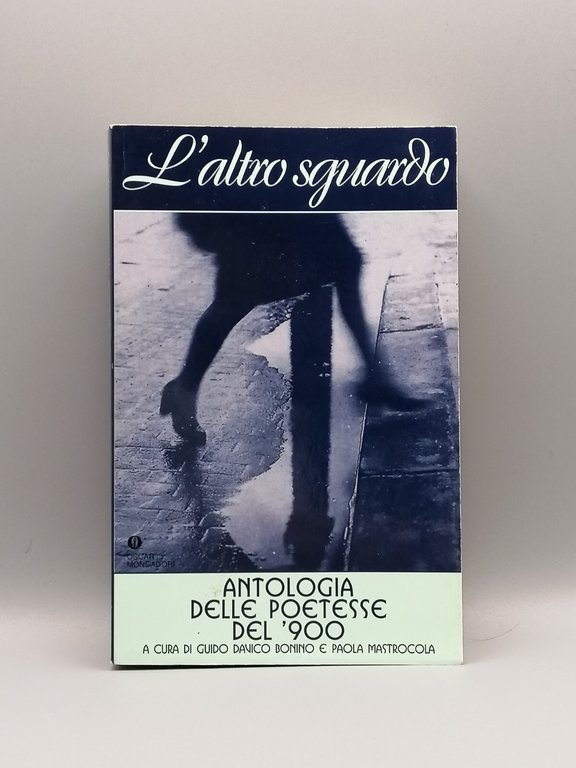 L'altro sguardo
OSCAR
MONDADORI
ANTOLOGIA
DELLE POETESSE
DEL '900
A CURA DI GUIDO DAVICO BONINO E PAOLA MASTROCOLA